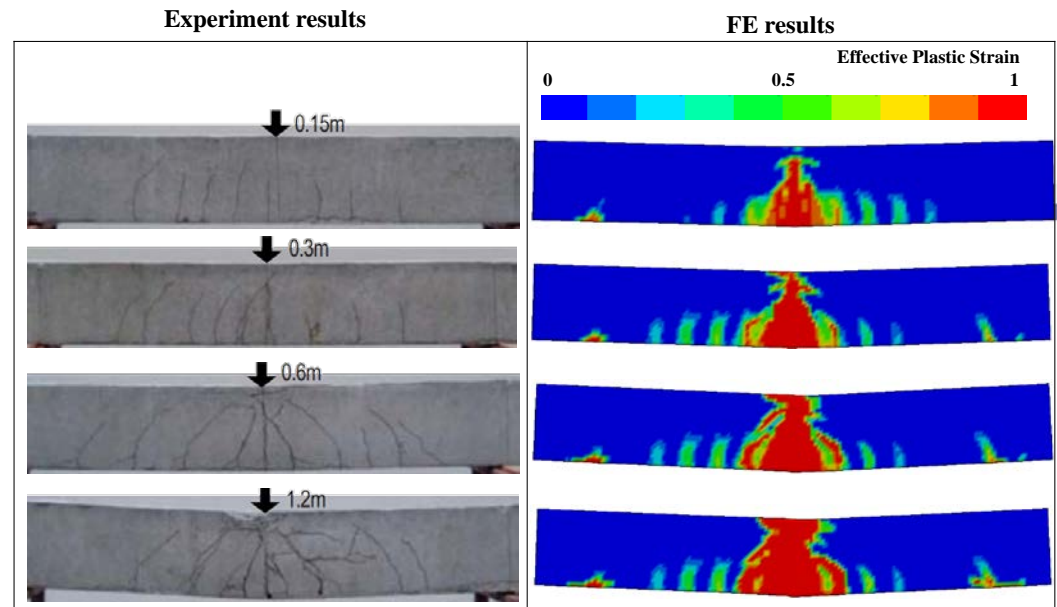 Experiment results
FE results
Effective Plastic Strain
0 0.5 1
0.15m
0.3m
0.6m
1.2m